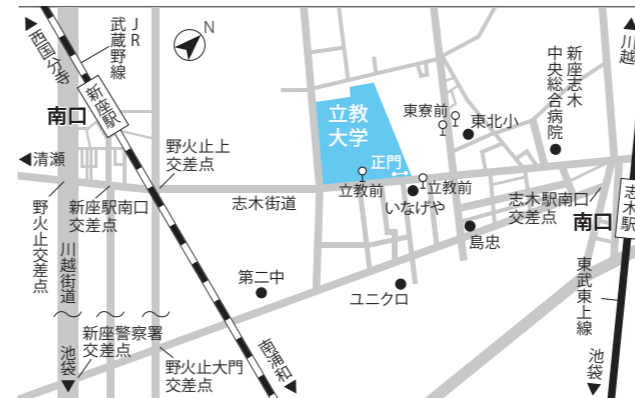 西国分寺
JR
武蔵野線
新座駅
南口
清瀬
野火止上
交差点
新座駅南口
交差点
野火止交差点
川越街道
新座警察署
交差点
池袋
野火止大門
交差点
南浦和
N
志木街道
第二中
立教
大学
正門
立教前
立教前
いなげや
ユニクロ
島忠
東寮前
東北小
新座志木
中央総合病院
志木駅南口
交差点
南口
志木駅
川越
東武東上線
池袋